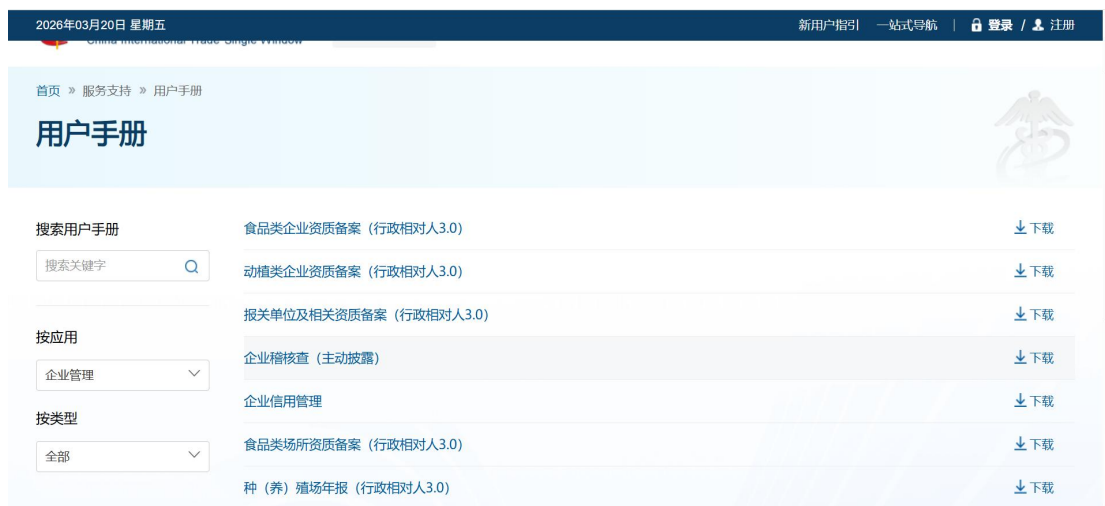 2026年03月20日 星期五
新用户指引 一站式导航 | 登录 / 注册
China International Trade Single Window
首页 » 服务支持 » 用户手册
用户手册
搜索用户手册
搜索关键字
按应用
企业管理
按类型
全部
食品类企业资质备案（行政相对人3.0） 下载
动植类企业资质备案（行政相对人3.0） 下载
报关单位及相关资质备案（行政相对人3.0） 下载
企业稽核查（主动披露） 下载
企业信用管理 下载
食品类场所资质备案（行政相对人3.0） 下载
种（养）殖场年报（行政相对人3.0） 下载